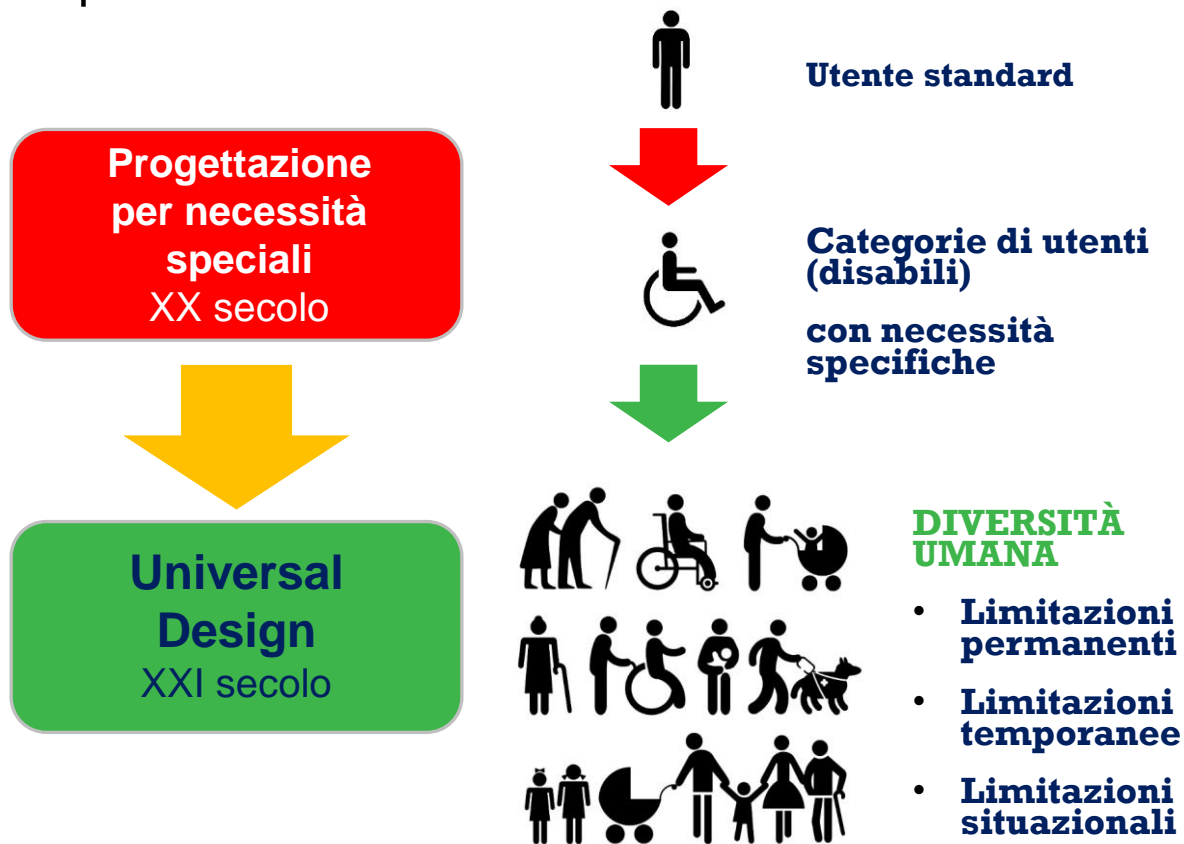 Utente standard
Progettazione
per necessità
speciali
XX secolo
Categorie di utenti
(disabili)
con necessità
specifiche
Universal
Design
XXI secolo
DIVERSITÀ
UMANA
• Limitazioni
permanenti
• Limitazioni
temporanee
• Limitazioni
situazionali